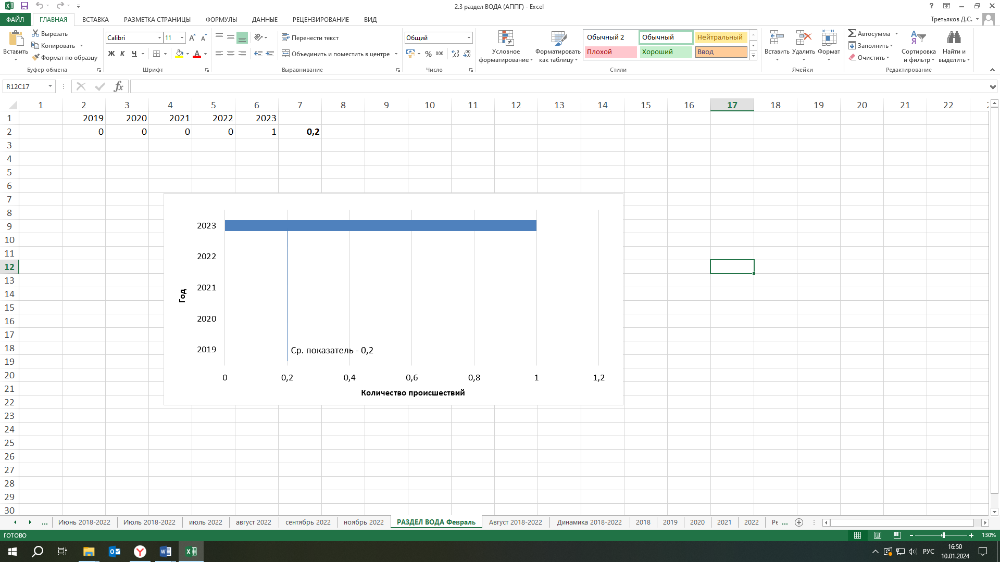 2.3 раздел ВОДА (АППГ) - Excel
ФАЙЛ ГЛАВНАЯ ВСТАВКА РАЗМЕТКА СТРАНИЦЫ ФОРМУЛЫ ДАННЫЕ РЕЦЕНЗИРОВАНИЕ ВИД Третьяков Д.С.
Вставить
Вырезать
Копировать
Формат по образцу
Буфер обмена
Calibri 11
Ж К Ч
Шрифт
Перенести текст
Объединить и поместить в центре
Выравнивание
Общий
% 000
Число
Условное форматирование
Форматировать как таблицу
Обычный 2 Обычный Нейтральный
Плохой Хороший Ввод
Стили
Вставить Удалить Формат
Ячейки
Автосумма
Заполнить
Очистить
Сортировка и фильтр
Найти и выделить
Редактирование
R12C17 fx
1 2 3 4 5 6 7 8 9 10 11 12 13 14 15 16 17 18 19 20 21 22
1 2019 2020 2021 2022 2023
2 0 0 0 0 1 0,2
3
4
5
6
7
8
9
10
11
12
13
14
15
16
17
18
19
20
21
22
23
24
25
26
27
28
29
30
2023
2022
2021
2020
2019
Год
Ср. показатель - 0,2
0 0,2 0,4 0,6 0,8 1 1,2
Количество происшествий
... Июнь 2018-2022 Июль 2018-2022 июль 2022 август 2022 сентябрь 2022 ноябрь 2022 РАЗДЕЛ ВОДА Февраль Август 2018-2022 Динамика 2018-2022 2018 2019 2020 2021 2022 ...
ГОТОВО 130%
РУС
16:50
10.01.2024